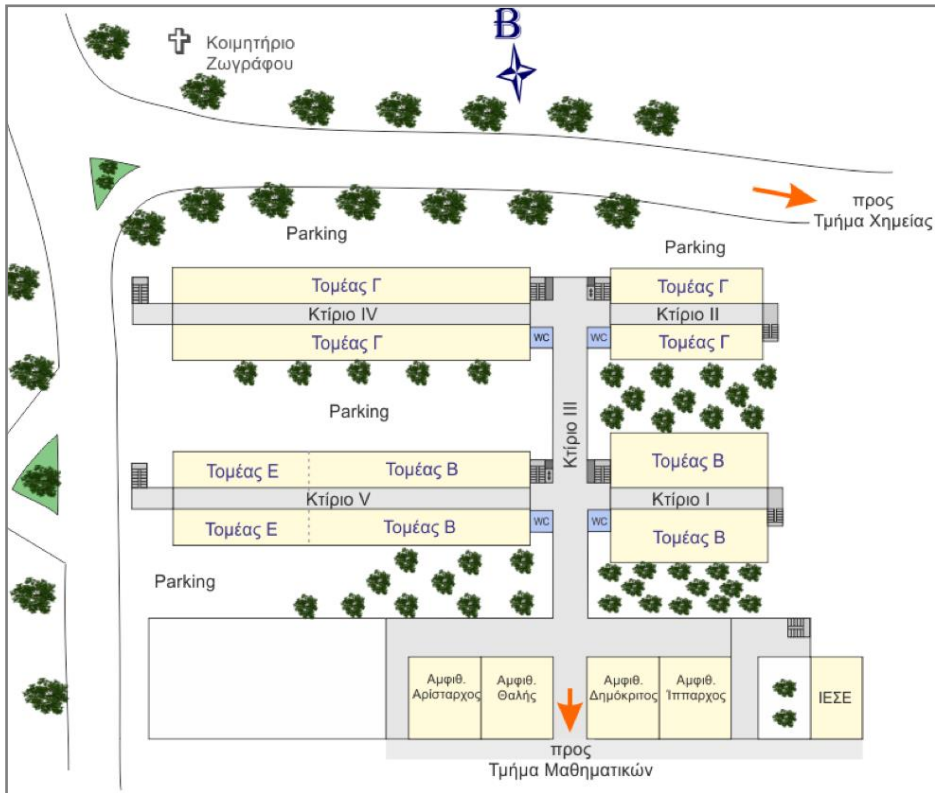 Β
Κοιμητήριο
Ζωγράφου
προς
Τμήμα Χημείας
Parking
Parking
Τομέας Γ
Τομέας Γ
Κτίριο IV
Κτίριο II
Τομέας Γ
WC
WC
Τομέας Γ
Parking
Κτίριο III
Τομέας Ε
Τομέας Β
Τομέας Β
Κτίριο V
Κτίριο I
Τομέας Ε
Τομέας Β
WC
WC
Τομέας Β
Parking
Αμφιθ.
Αρίσταρχος
Αμφιθ.
Θαλής
Αμφιθ.
Δημόκριτος
Αμφιθ.
Ίππαρχος
ΙΕΣΕ
προς
Τμήμα Μαθηματικών